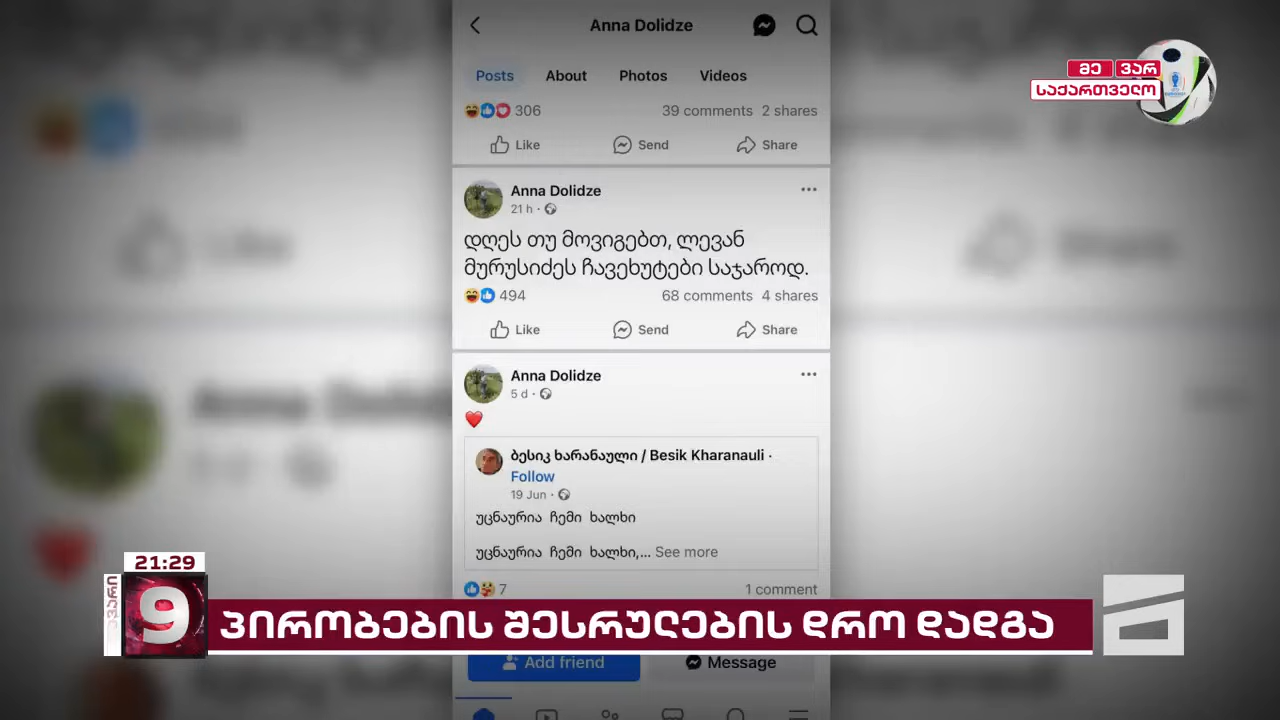 Anna Dolidze
Posts About Photos Videos
306 39 comments 2 shares
Like Send Share
მე ვარ
საქართველო
Anna Dolidze
21 h
დღეს თუ მოვიგებთ, ლევან
მურუსიძეს ჩავეხუტები საჯაროდ.
494 68 comments 4 shares
Like Send Share
Anna Dolidze
5 d
ბესიკ ხარანაული / Besik Kharanauli ·
Follow
19 Jun
უცნაურია ჩემი ხალხი
უცნაურია ჩემი ხალხი,... See more
7 1 comment
21:29
9
პირობების შესრულების დრო დადგა
Add friend Message